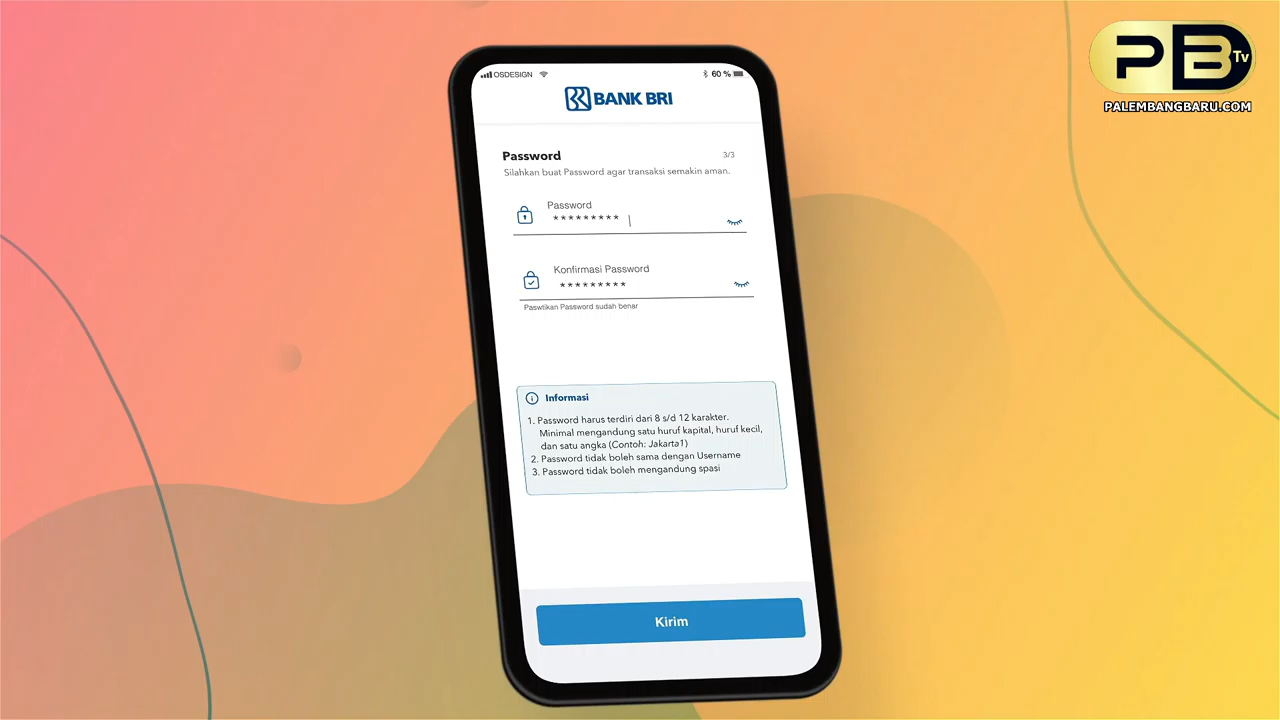 OSDESIGN
60 %
BANK BRI
PB Tv
PALEMBANGBARU.COM
Password
3/3
Silahkan buat Password agar transaksi semakin aman.
Password
*********
Konfirmasi Password
*********
Paswtikan Password sudah benar
Informasi
1. Password harus terdiri dari 8 s/d 12 karakter.
Minimal mengandung satu huruf kapital, huruf kecil,
dan satu angka (Contoh: Jakarta1)
2. Password tidak boleh sama dengan Username
3. Password tidak boleh mengandung spasi
Kirim